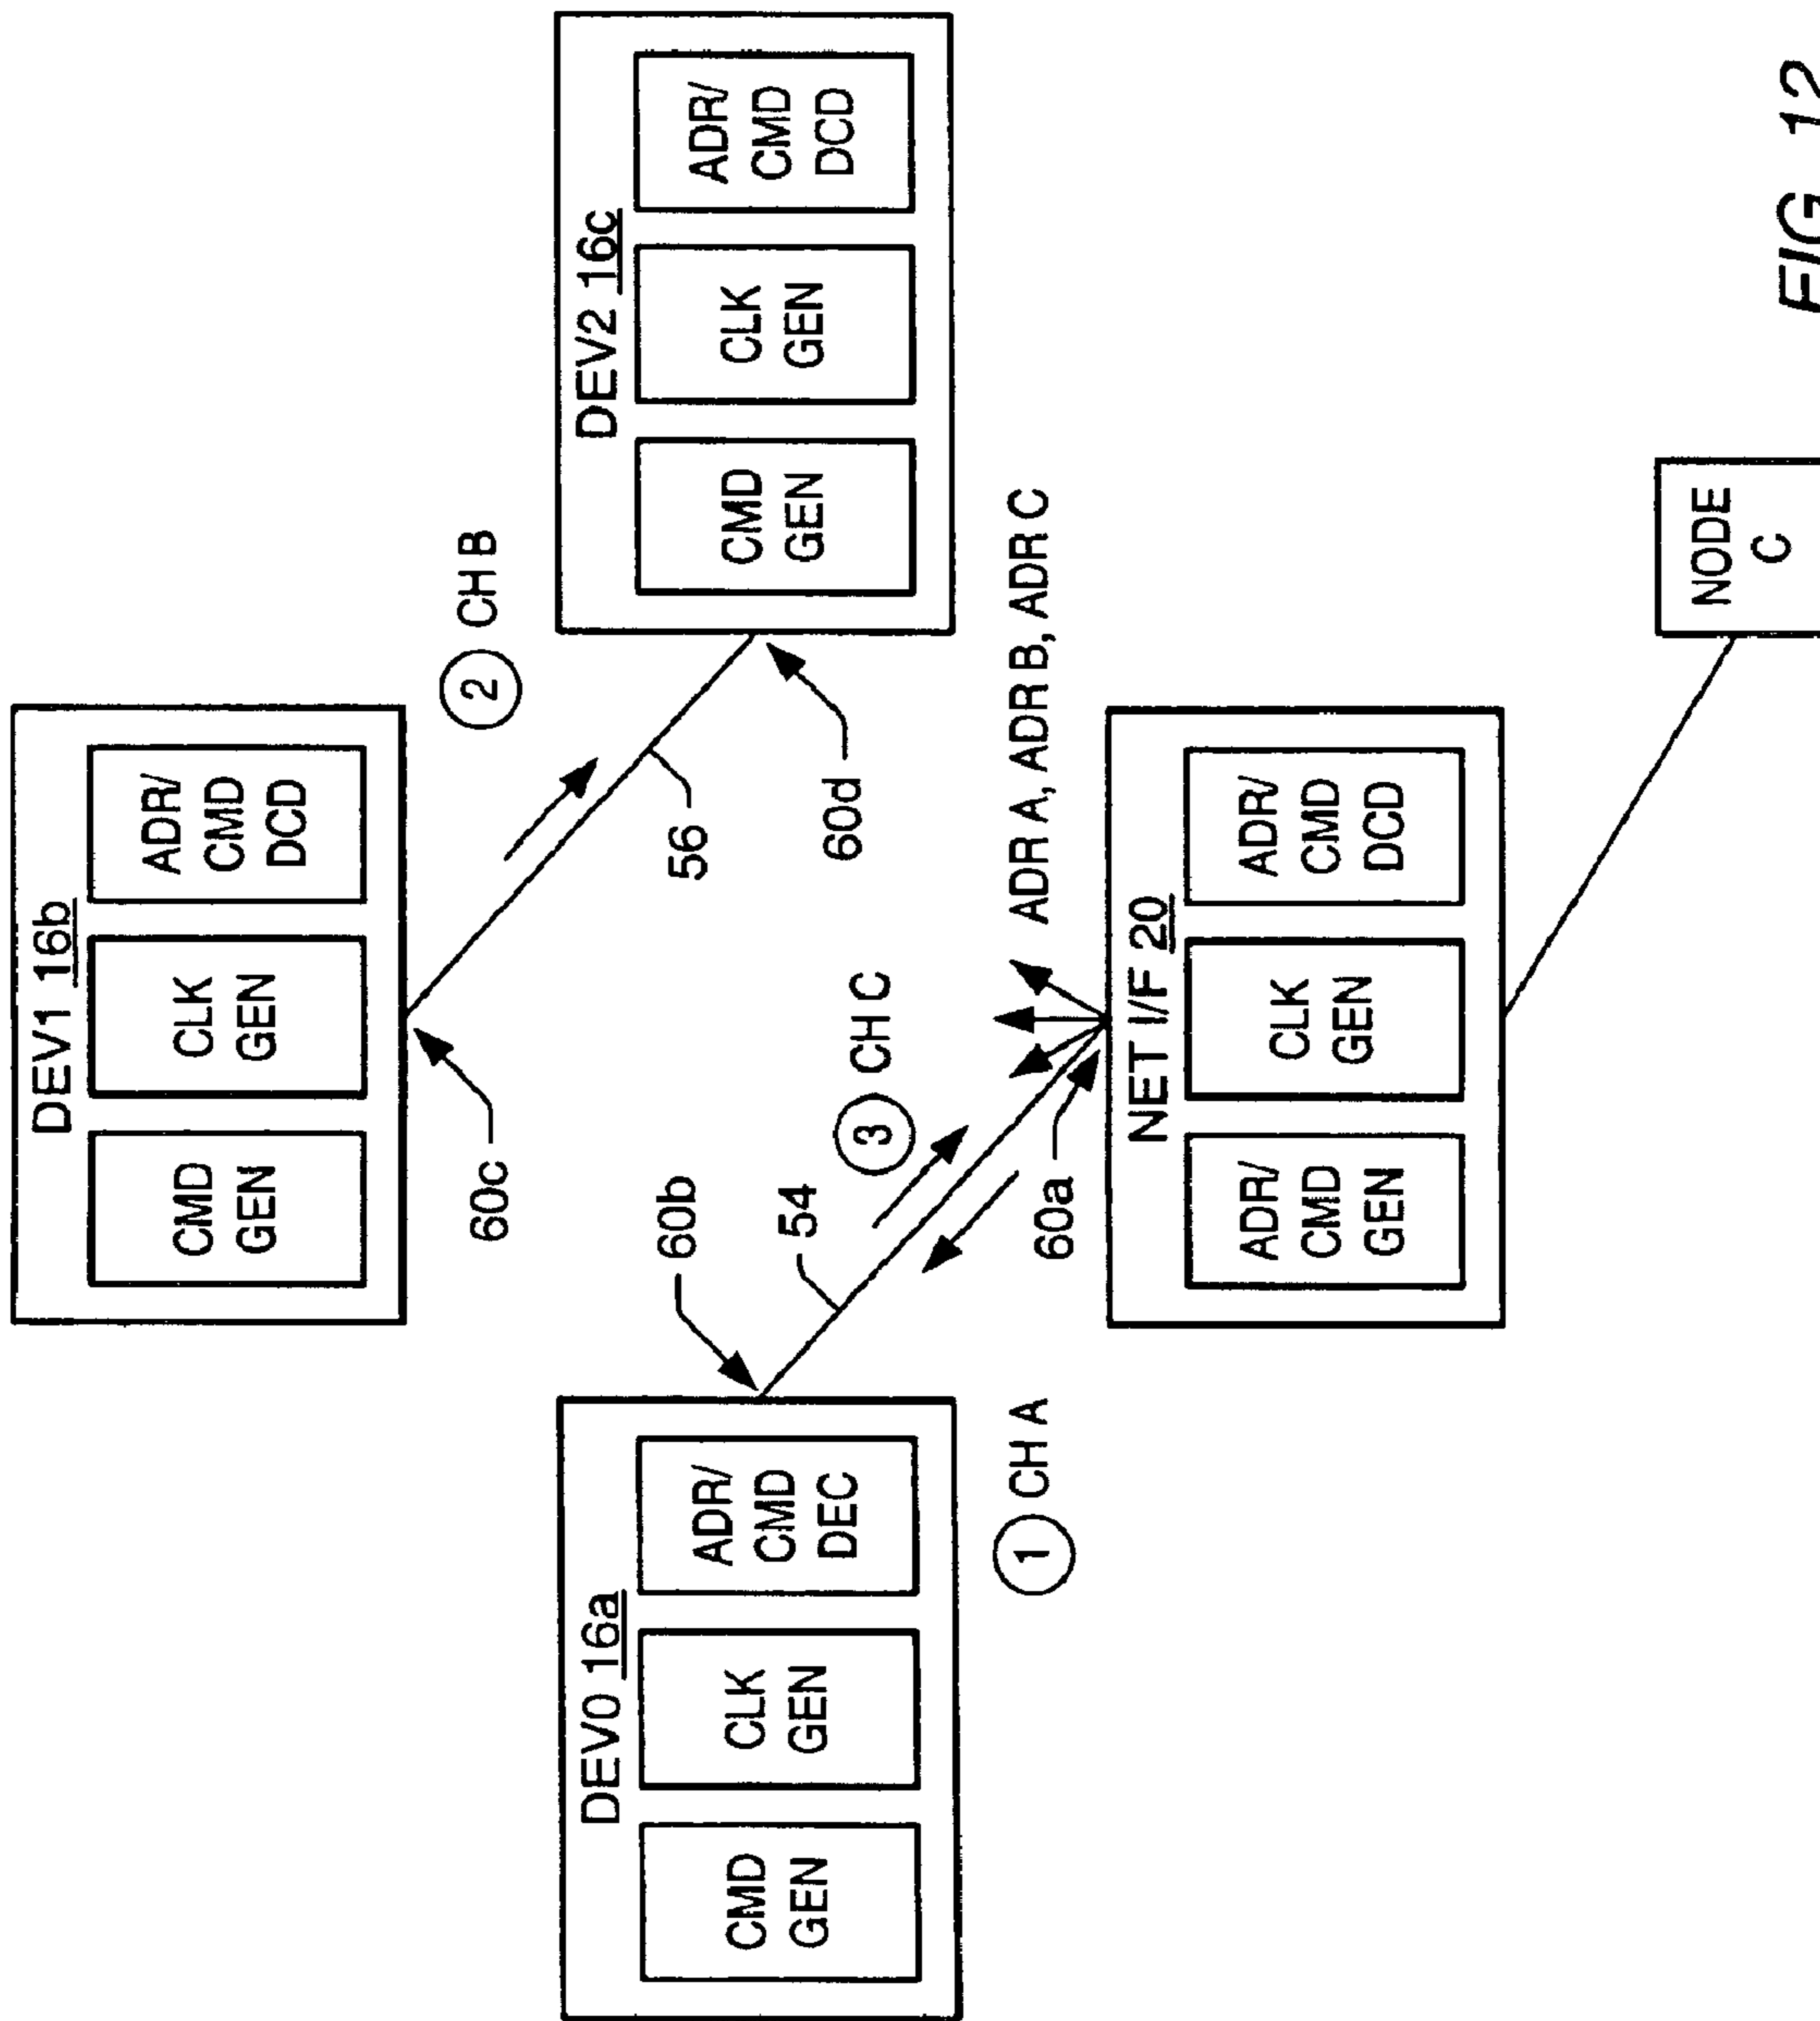 DEV1 16b
CMD
GEN
CLK
GEN
ADR/
CMD
DCD
60c
2 CH B
56
60d
DEV2 16c
CMD
GEN
CLK
GEN
ADR/
CMD
DCD
DEV0 16a
CMD
GEN
CLK
GEN
ADR/
CMD
DEC
1 CH A
60b
54
3 CH C
60a
ADR A, ADR B, ADR C
NET I/F 20
ADR/
CMD
GEN
CLK
GEN
ADR/
CMD
DCD
NODE
C
FIG. 12